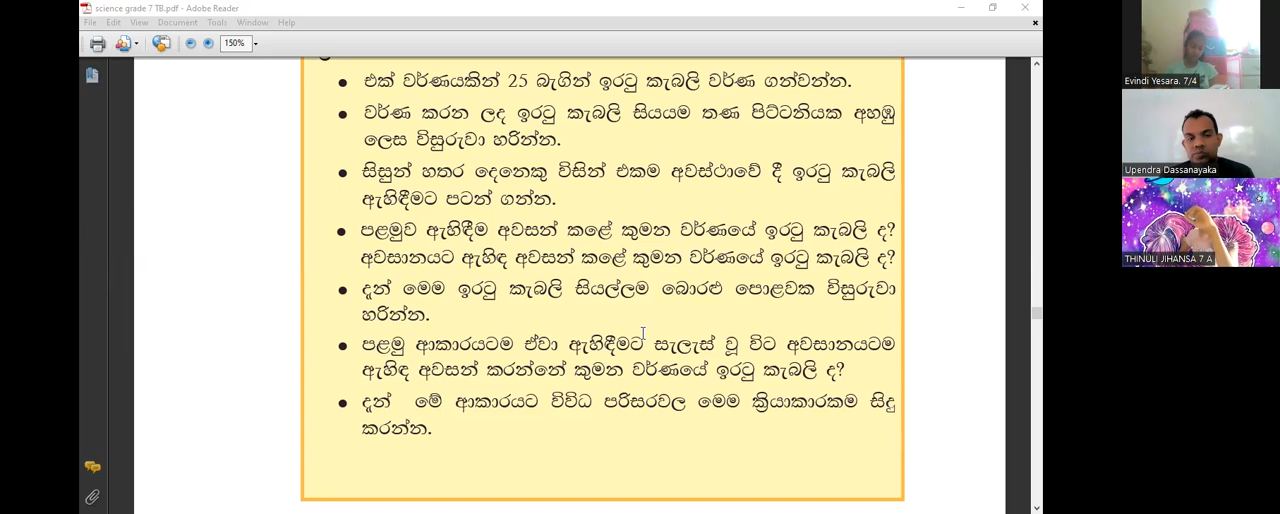 science grade 7 TB.pdf - Adobe Reader
File Edit View Document Tools Window Help
150%
එක් වර්ණයකින් 25 බැගින් ඉරටු කැබලි වර්ණ ගන්වන්න.
වර්ණ කරන ලද ඉරටු කැබලි සියයම තණ පිට්ටනියක අහඹු
ලෙස විසුරුවා හරින්න.
සිසුන් හතර දෙනෙකු විසින් එකම අවස්ථාවේ දී ඉරටු කැබලි
ඇහිඳීමට පටන් ගන්න.
පළමුව ඇහිඳීම අවසන් කළේ කුමන වර්ණයේ ඉරටු කැබලි ද?
අවසානයට ඇහිඳ අවසන් කළේ කුමන වර්ණයේ ඉරටු කැබලි ද?
දැන් මෙම ඉරටු කැබලි සියල්ලම බොරළු පොළවක විසුරුවා
හරින්න.
පළමු ආකාරයටම ඒවා ඇහිඳීමට සැලැස් වූ විට අවසානයටම
ඇහිඳ අවසන් කරන්නේ කුමන වර්ණයේ ඉරටු කැබලි ද?
දැන් මේ ආකාරයට විවිධ පරිසරවල මෙම ක්‍රියාකාරකම සිදු
කරන්න.
Evindi Yesara. 7/4
Upendra Dassanayaka
THINULI JIHANSA 7 A